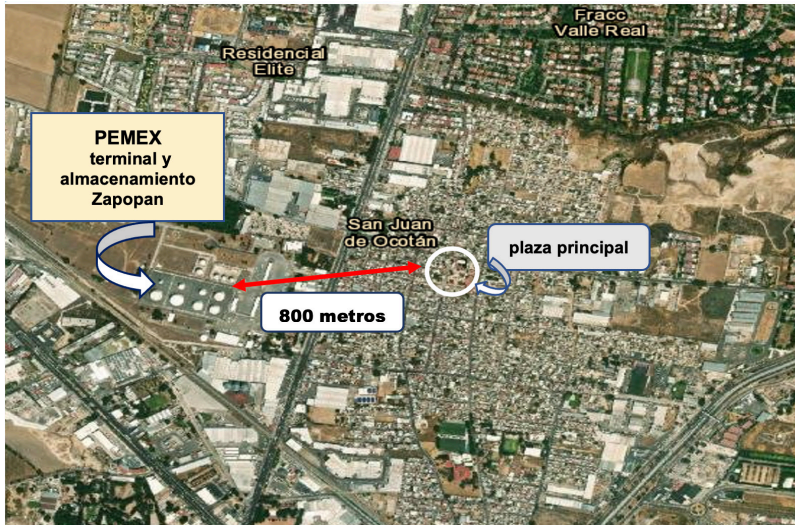 Fracc
Valle Real
Residencial
Elite
PEMEX
terminal y
almacenamiento
Zapopan
San Juan
de Ocotán
plaza principal
800 metros